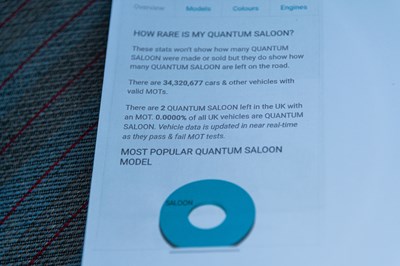 Overview Models Colours Engines
HOW RARE IS MY QUANTUM SALOON?
These stats won't show how many QUANTUM
SALOON were made or sold but they do show how
many QUANTUM SALOON are left on the road.
There are 34,320,677 cars & other vehicles with
valid MOTs.
There are 2 QUANTUM SALOON left in the UK with
an MOT. 0.0000% of all UK vehicles are QUANTUM
SALOON. Vehicle data is updated in near real-time
as they pass & fail MOT tests.
MOST POPULAR QUANTUM SALOON
MODEL
SALOON